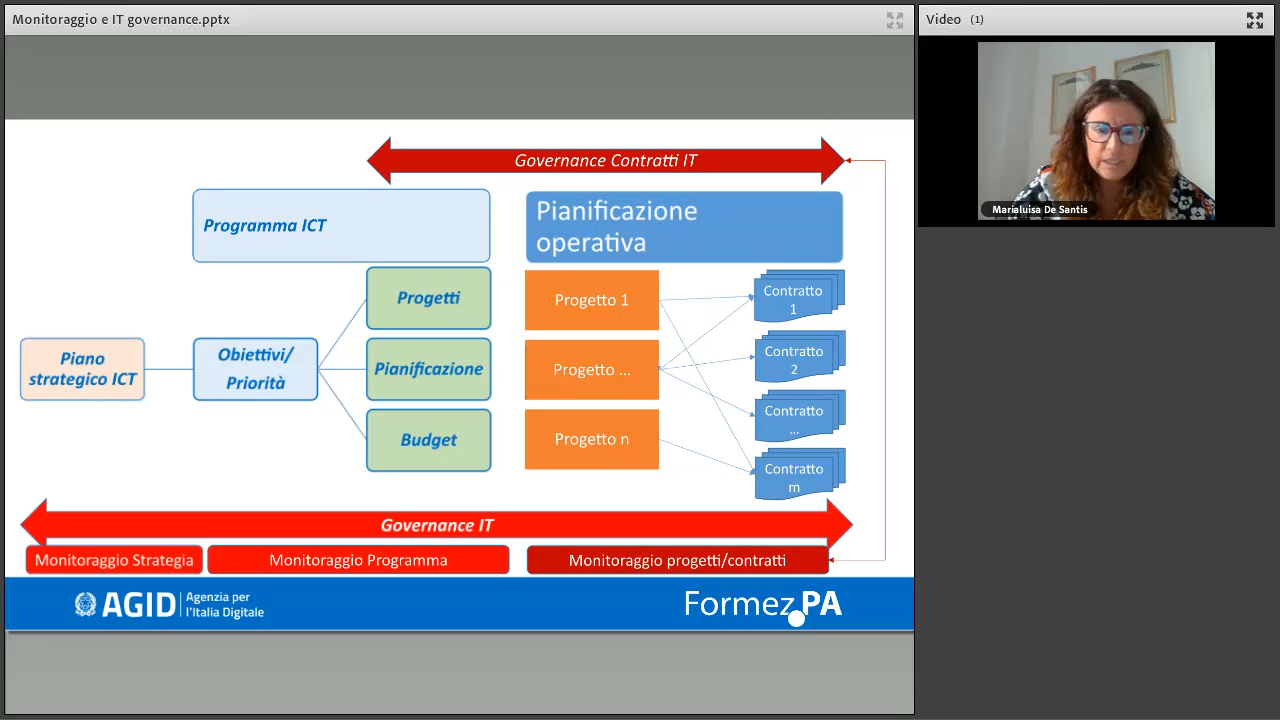 Monitoraggio e IT governance.pptx
Video (1)
Marialuisa De Santis
Governance Contratti IT
Programma ICT
Pianificazione
operativa
Progetti
Progetto 1
Contratto
1
Piano
strategico ICT
Obiettivi/
Priorità
Pianificazione
Progetto ...
Contratto
2
Contratto
...
Budget
Progetto n
Contratto
m
Governance IT
Monitoraggio Strategia
Monitoraggio Programma
Monitoraggio progetti/contratti
AGID
Agenzia per
l'Italia Digitale
Formez.PA